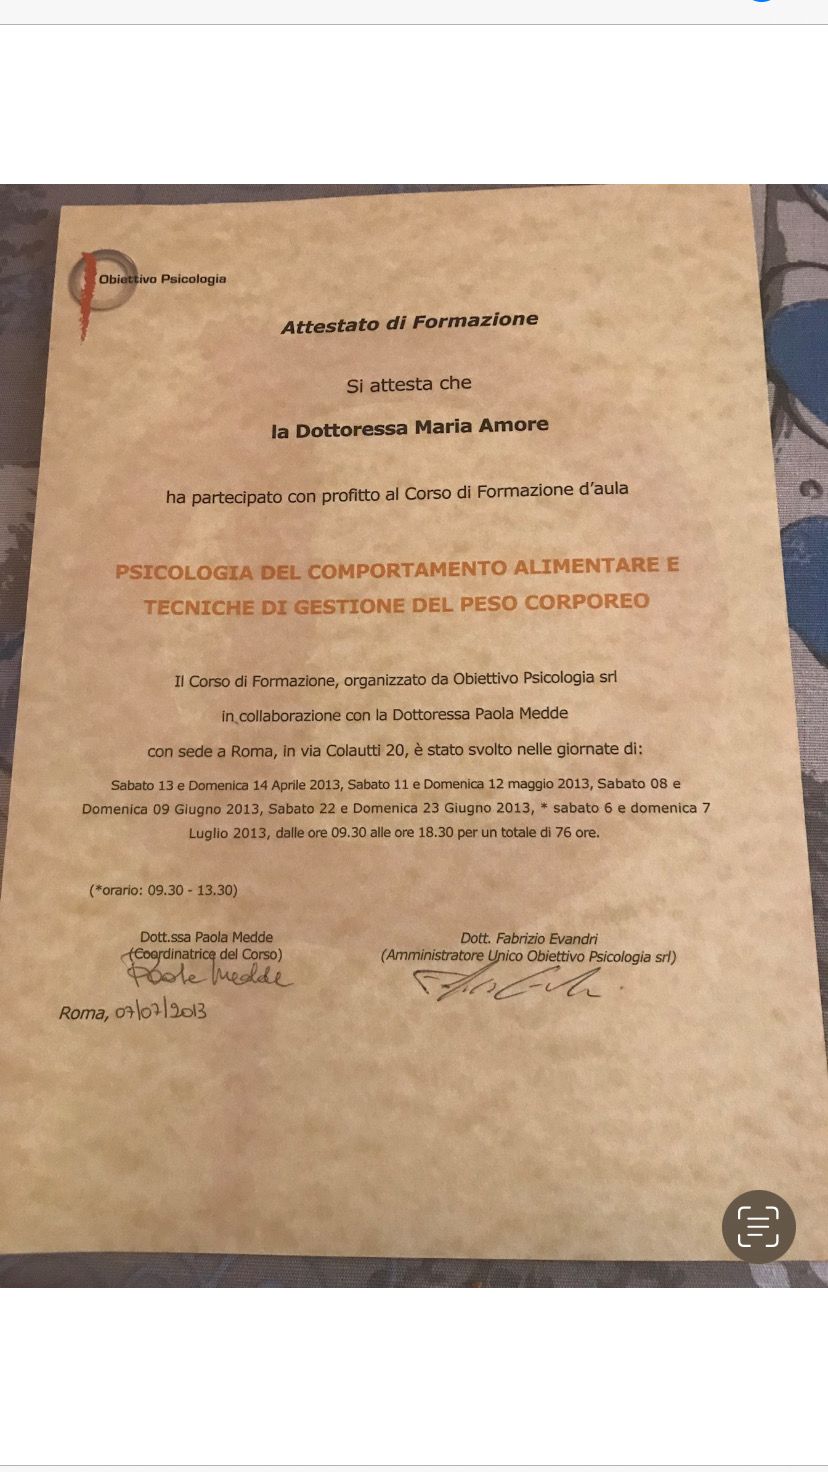 Obiettivo Psicologia
Attestato di Formazione
Si attesta che
la Dottoressa Maria Amore
ha partecipato con profitto al Corso di Formazione d'aula
PSICOLOGIA DEL COMPORTAMENTO ALIMENTARE E
TECNICHE DI GESTIONE DEL PESO CORPOREO
Il Corso di Formazione, organizzato da Obiettivo Psicologia srl
in collaborazione con la Dottoressa Paola Medde
con sede a Roma, in via Colautti 20, è stato svolto nelle giornate di:
Sabato 13 e Domenica 14 Aprile 2013, Sabato 11 e Domenica 12 maggio 2013, Sabato 08 e
Domenica 09 Giugno 2013, Sabato 22 e Domenica 23 Giugno 2013, * sabato 6 e domenica 7
Luglio 2013, dalle ore 09.30 alle ore 18.30 per un totale di 76 ore.
(*orario: 09.30 - 13.30)
Dott.ssa Paola Medde
(Coordinatrice del Corso)
Paola Medde
Dott. Fabrizio Evandri
(Amministratore Unico Obiettivo Psicologia srl)
Roma, 07/07/2013